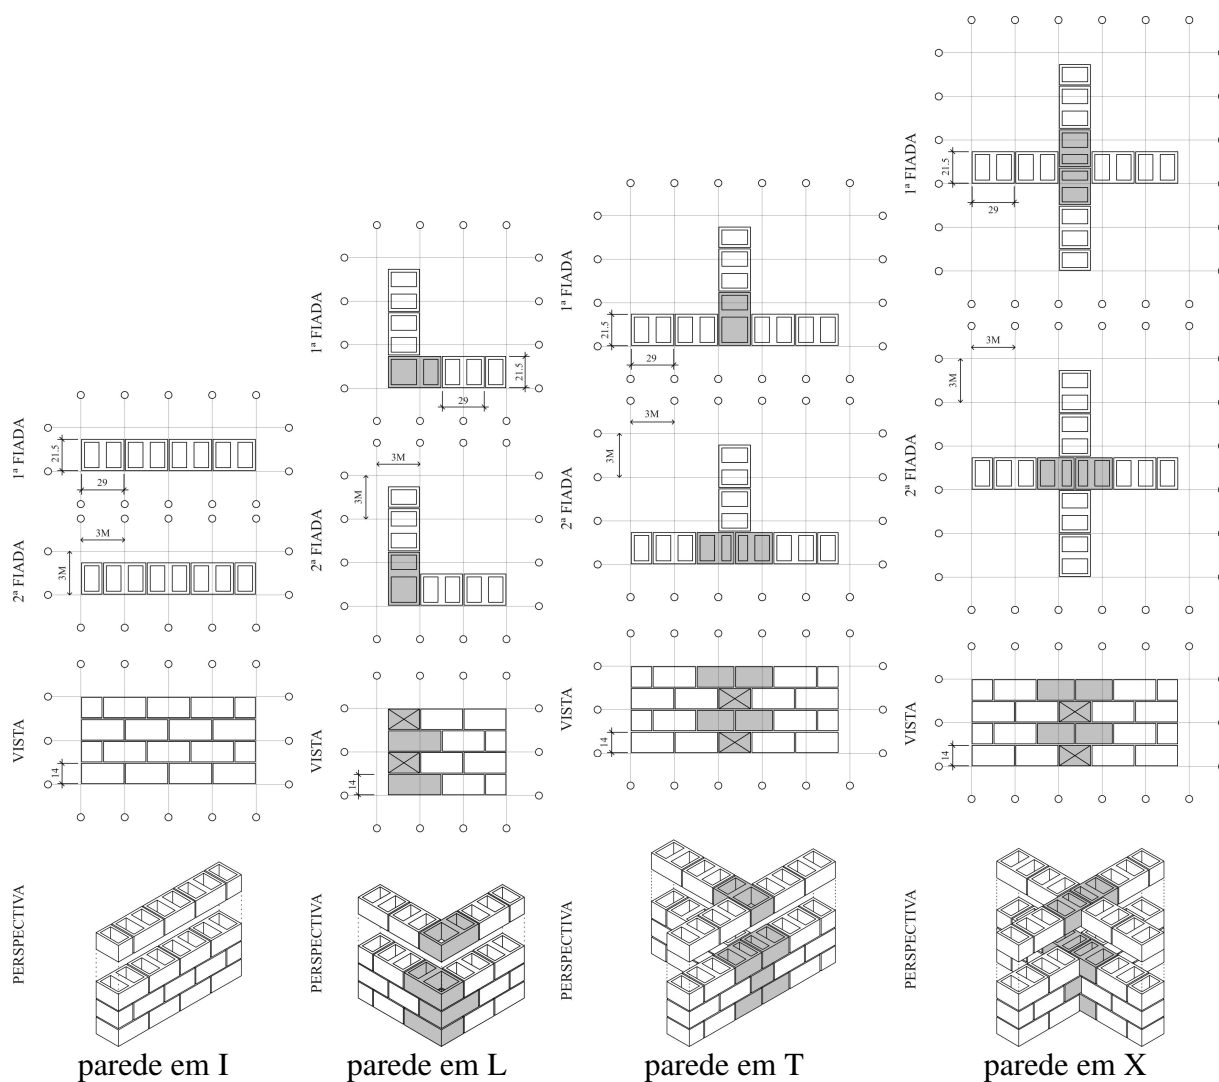 1ª FIADA
21.5
29
2ª FIADA
3M
3M
VISTA
14
PERSPECTIVA
parede em I
1ª FIADA
21.5
29
2ª FIADA
3M
3M
VISTA
14
PERSPECTIVA
parede em L
1ª FIADA
21.5
29
2ª FIADA
3M
3M
VISTA
14
PERSPECTIVA
parede em T
1ª FIADA
21.5
29
2ª FIADA
3M
3M
VISTA
14
PERSPECTIVA
parede em X